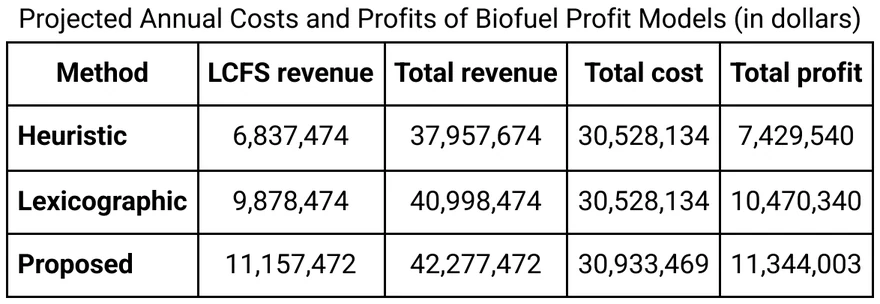 Projected Annual Costs and Profits of Biofuel Profit Models (in dollars)
Method LCFS revenue Total revenue Total cost Total profit
Heuristic 6,837,474 37,957,674 30,528,134 7,429,540
Lexicographic 9,878,474 40,998,474 30,528,134 10,470,340
Proposed 11,157,472 42,277,472 30,933,469 11,344,003